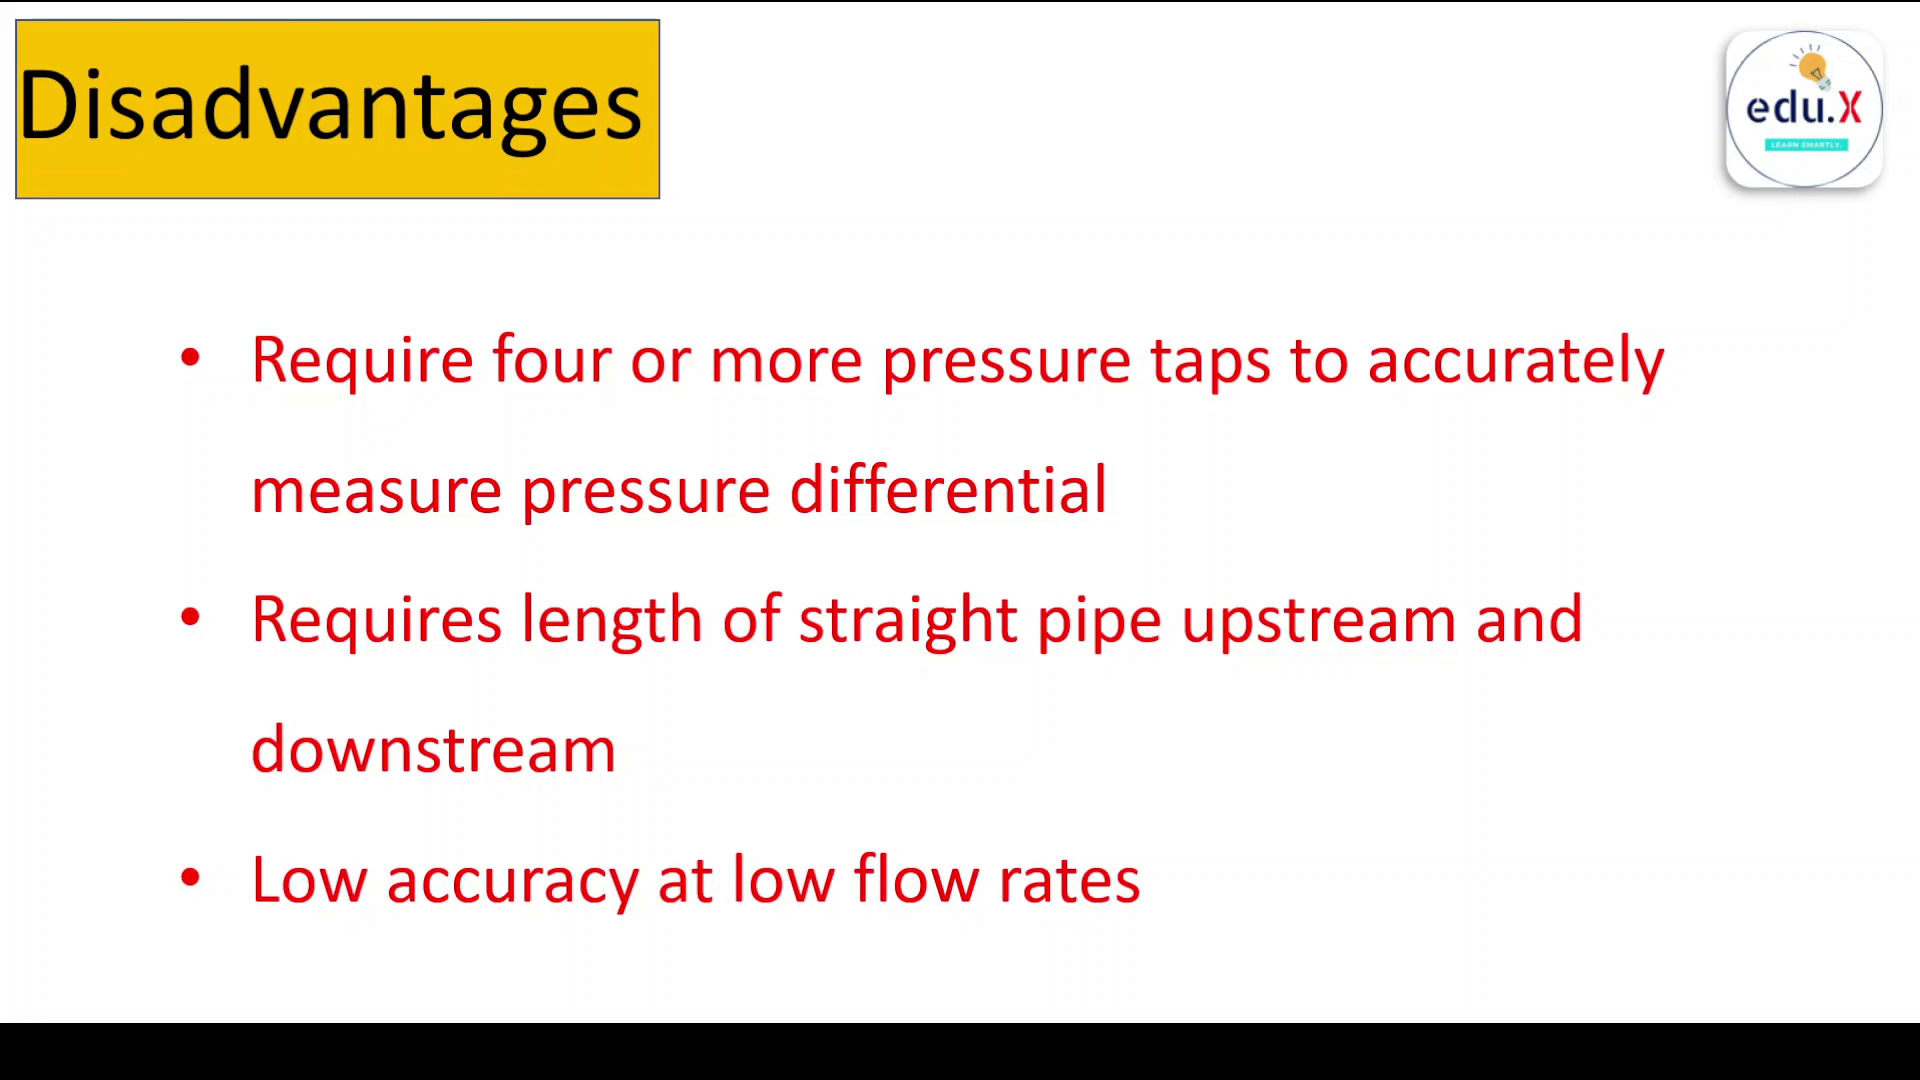 Disadvantages
edu.X
LEARN SMARTLY.
• Require four or more pressure taps to accurately
measure pressure differential
• Requires length of straight pipe upstream and
downstream
• Low accuracy at low flow rates